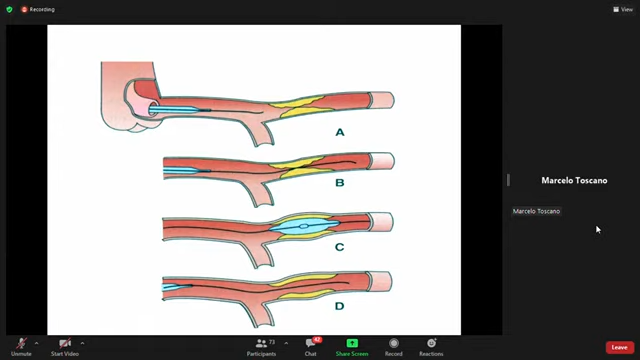 Recording
View
A
B
C
D
Marcelo Toscano
Marcelo Toscano
73
42
Unmute
Start Video
Participants
Chat
Share Screen
Record
Reactions
Leave